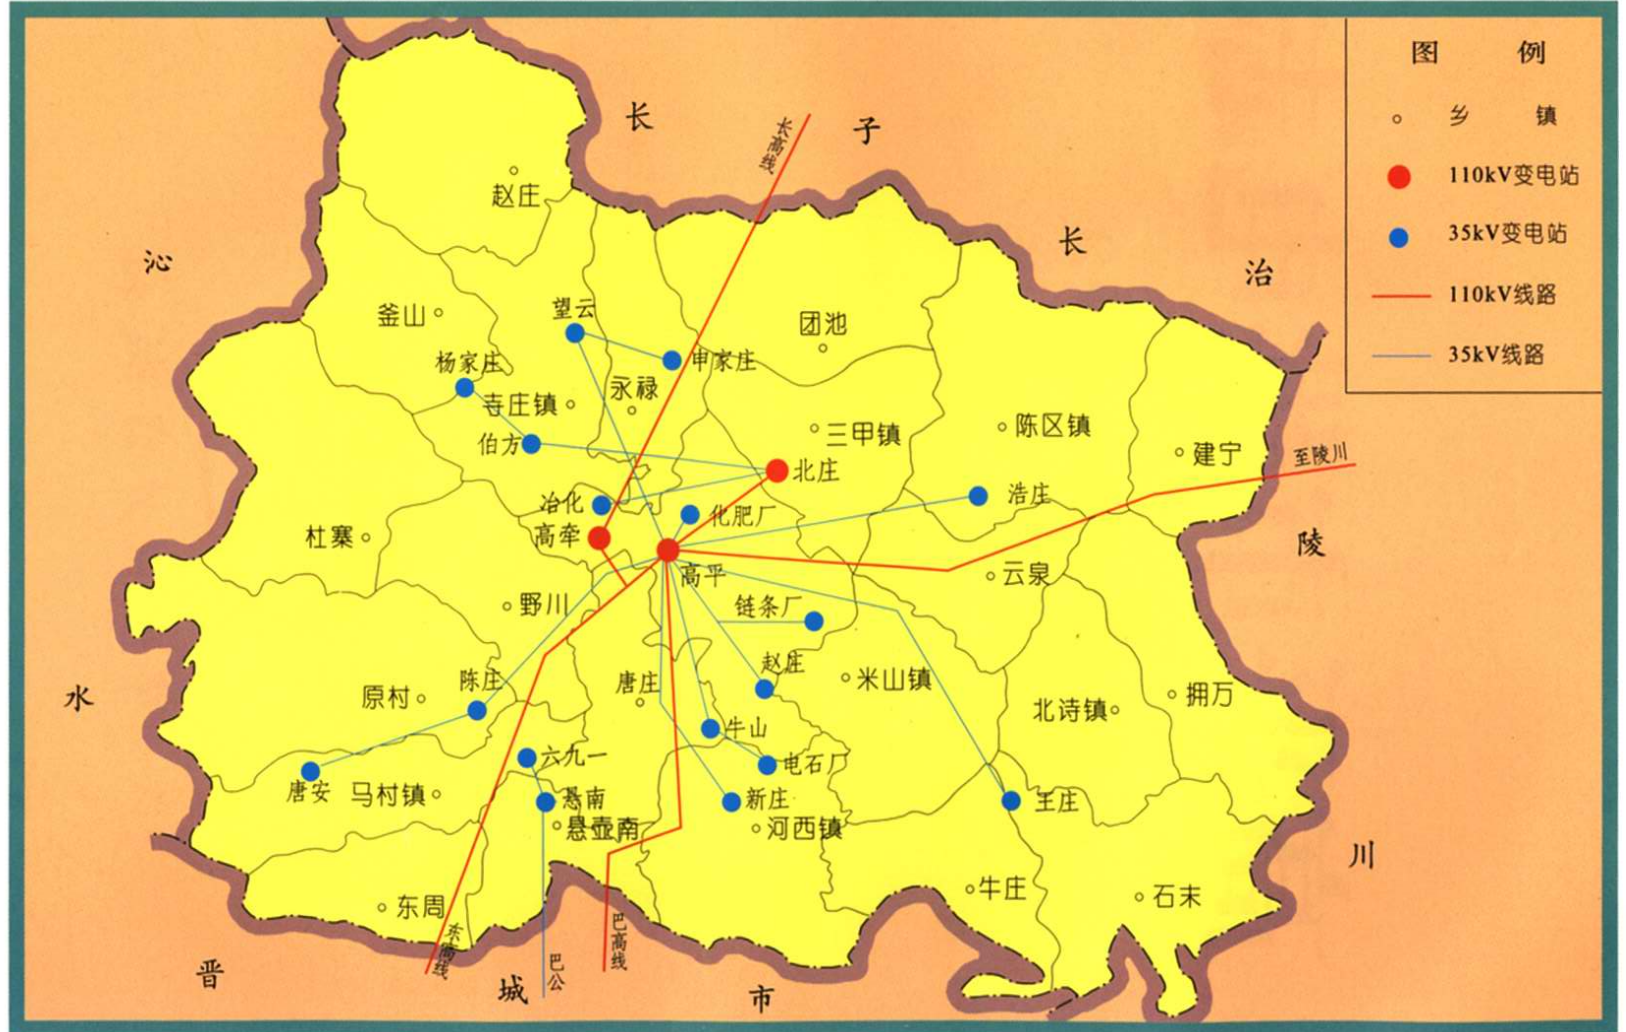 图 例
乡 镇
110kV变电站
35kV变电站
110kV线路
35kV线路
长 子
长高线
赵庄
长 治
沁
釜山
望云
团池
杨家庄
申家庄
永禄
寺庄镇
三甲镇
陈区镇
伯方
建宁
至陵川
北庄
浩庄
冶化
化肥厂
高牵
杜寨
陵
高平
云泉
野川
链条厂
赵庄
陈庄
唐庄
米山镇
水
原村
北诗镇
拥万
牛山
六九一
电石厂
唐安
马村镇
悬南
新庄
王庄
悬壶南
河西镇
川
东周
牛庄
石末
东高线
巴高线
巴公
晋 城 市